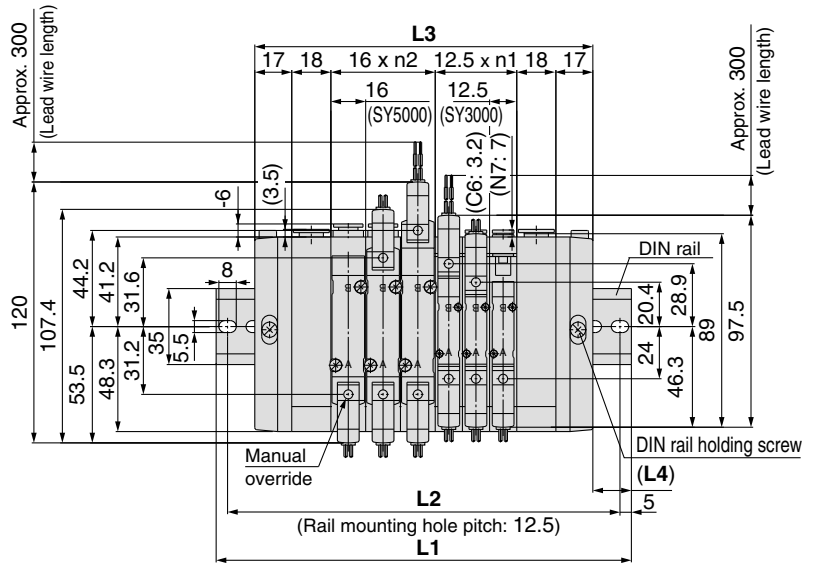 L3
17
18
16 x n2
12.5 x n1
18
17
16
(SY5000)
12.5
(SY3000)
Approx. 300
(Lead wire length)
Approx. 300
(Lead wire length)
(C6: 3.2)
(N7: 7)
-6
(3.5)
120
107.4
44.2
41.2
31.6
8
35
5.5
53.5
48.3
31.2
B
B
B
B
B
B
A
A
A
A
A
A
DIN rail
20.4
28.9
24
46.3
89
97.5
Manual
override
DIN rail holding screw
(L4)
L2
5
(Rail mounting hole pitch: 12.5)
L1